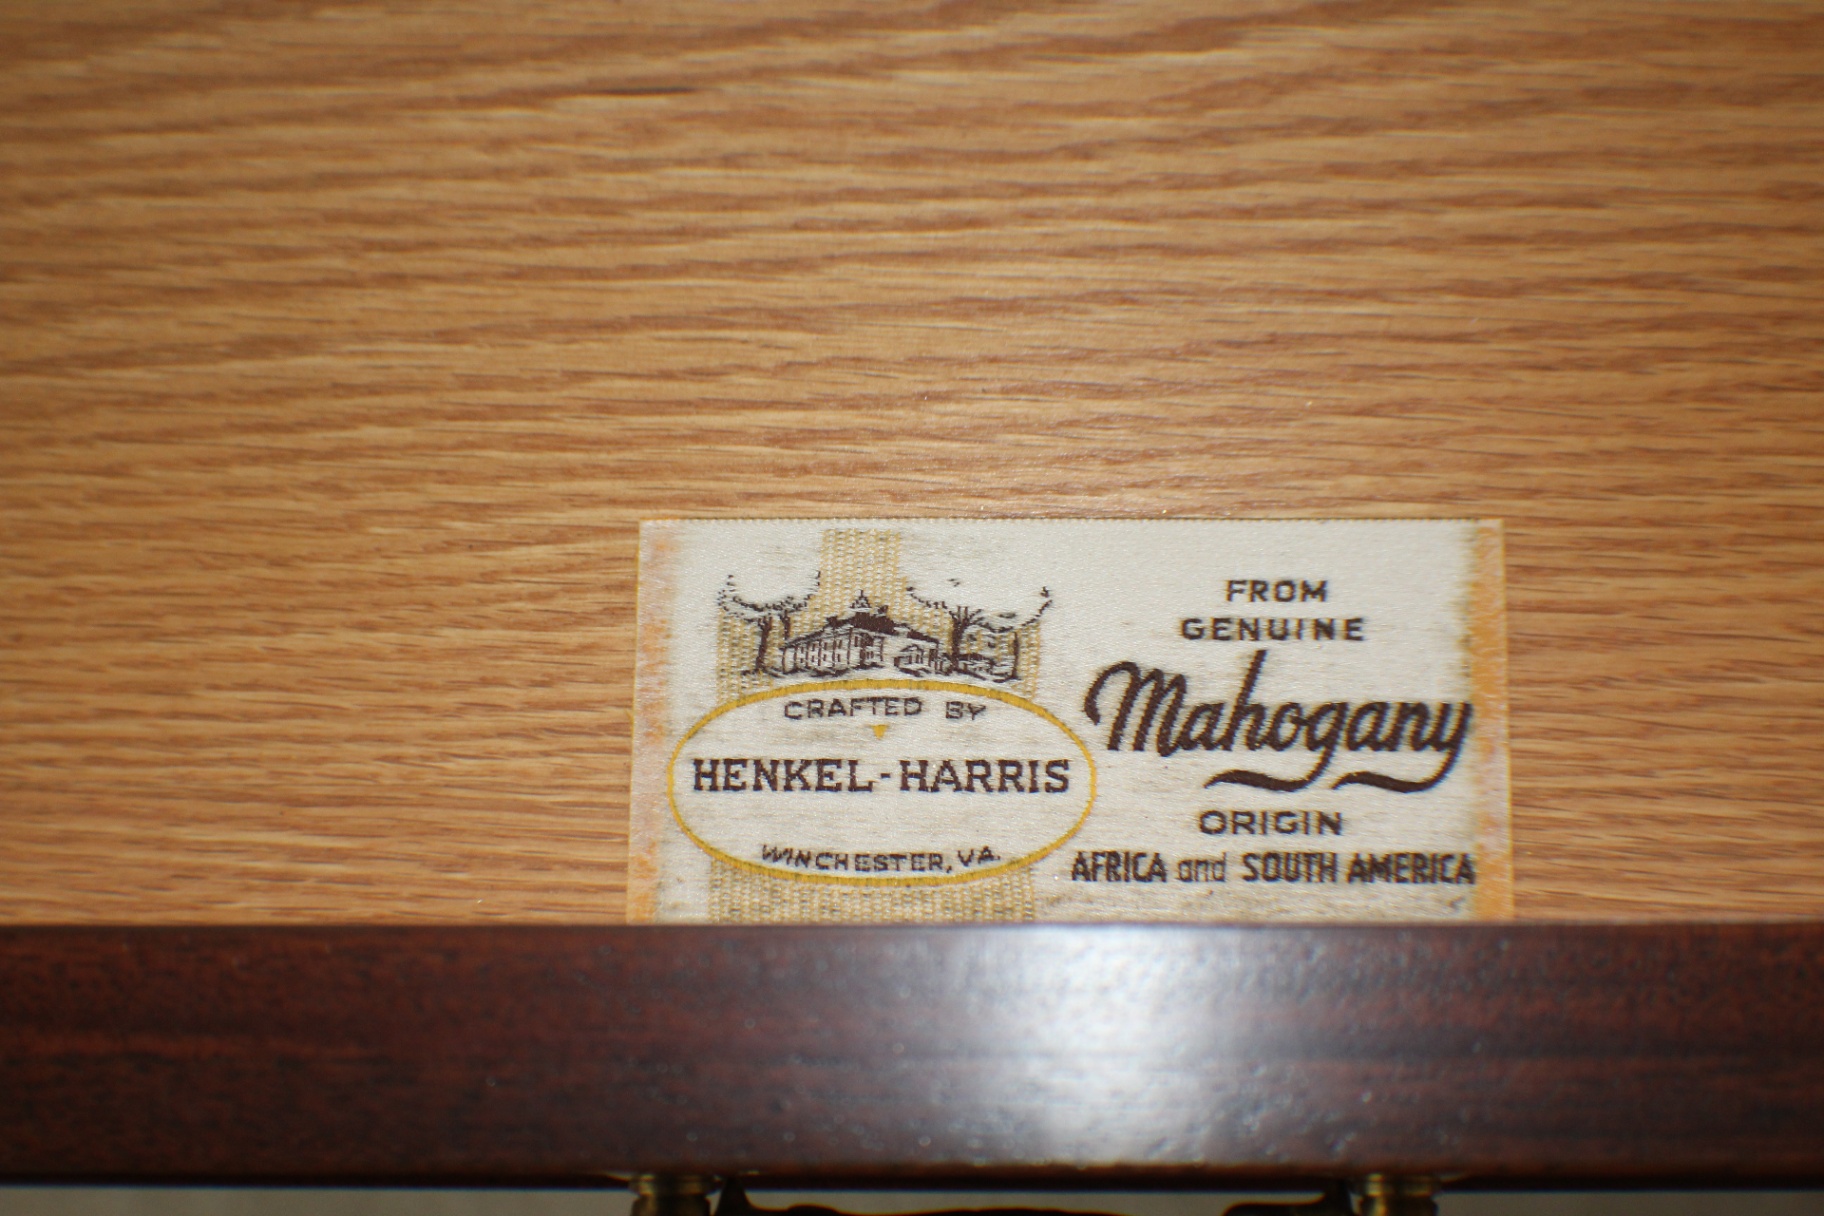 CRAFTED BY
HENKEL-HARRIS
WINCHESTER, VA.
FROM
GENUINE
Mahogany
ORIGIN
AFRICA and SOUTH AMERICA